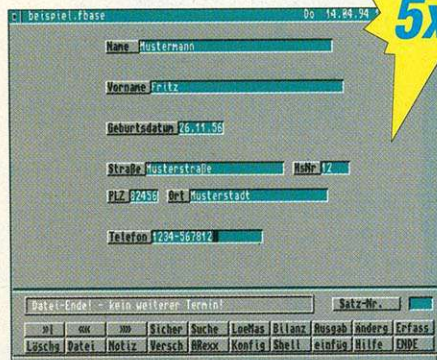 beispiel.fbase Do 14.04.94
5x
Name Mustermann
Vorname Fritz
Geburtsdatum 26.11.56
Straße Musterstraße HsNr 12
PLZ 82456 Ort Musterstadt
Telefon 1234-567812
Datei-Ende! - kein weiterer Termin! Satz-Nr.
»| ««« »»» Sicher Suche LoeMas Bilanz Ausgab änderg Erfass
Löschg Datei Notiz Versch ARexx Konfig Shell einfüg Hilfe ENDE